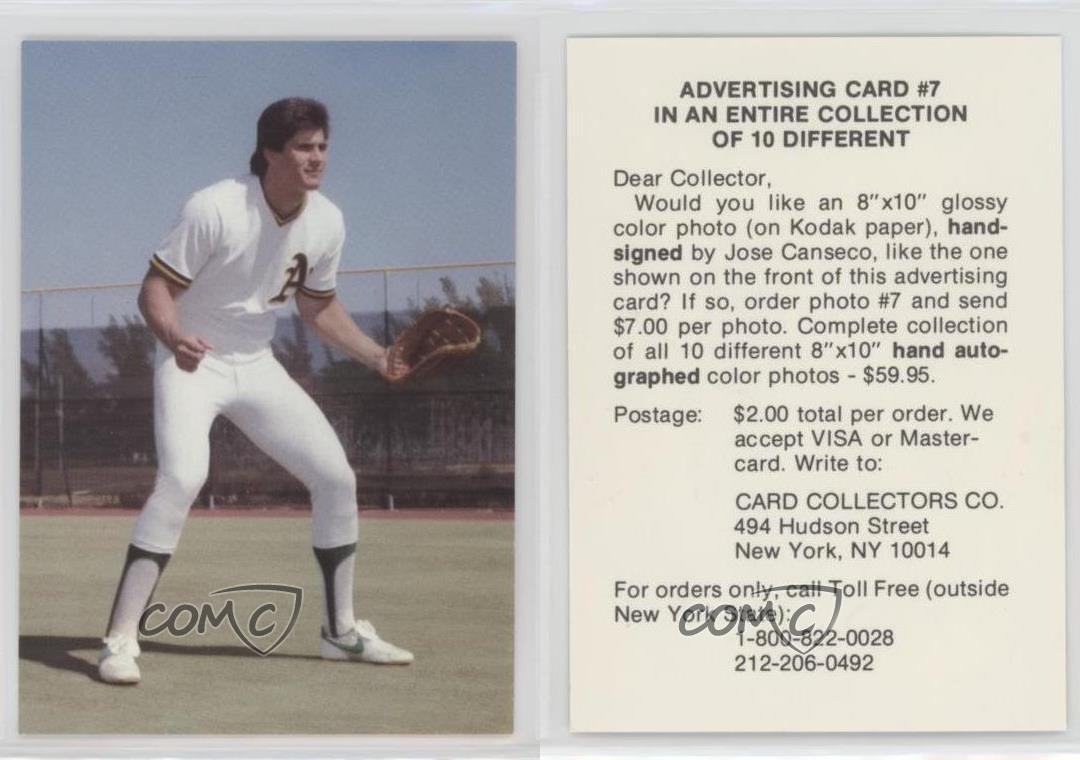 A's
COMC
ADVERTISING CARD #7
IN AN ENTIRE COLLECTION
OF 10 DIFFERENT
Dear Collector,
Would you like an 8"x10" glossy
color photo (on Kodak paper), hand-
signed by Jose Canseco, like the one
shown on the front of this advertising
card? If so, order photo #7 and send
$7.00 per photo. Complete collection
of all 10 different 8"x10" hand auto-
graphed color photos - $59.95.
Postage: $2.00 total per order. We
accept VISA or Master-
card. Write to:
CARD COLLECTORS CO.
494 Hudson Street
New York, NY 10014
For orders only, call Toll Free (outside
New York State):
COMC
1-800-822-0028
212-206-0492